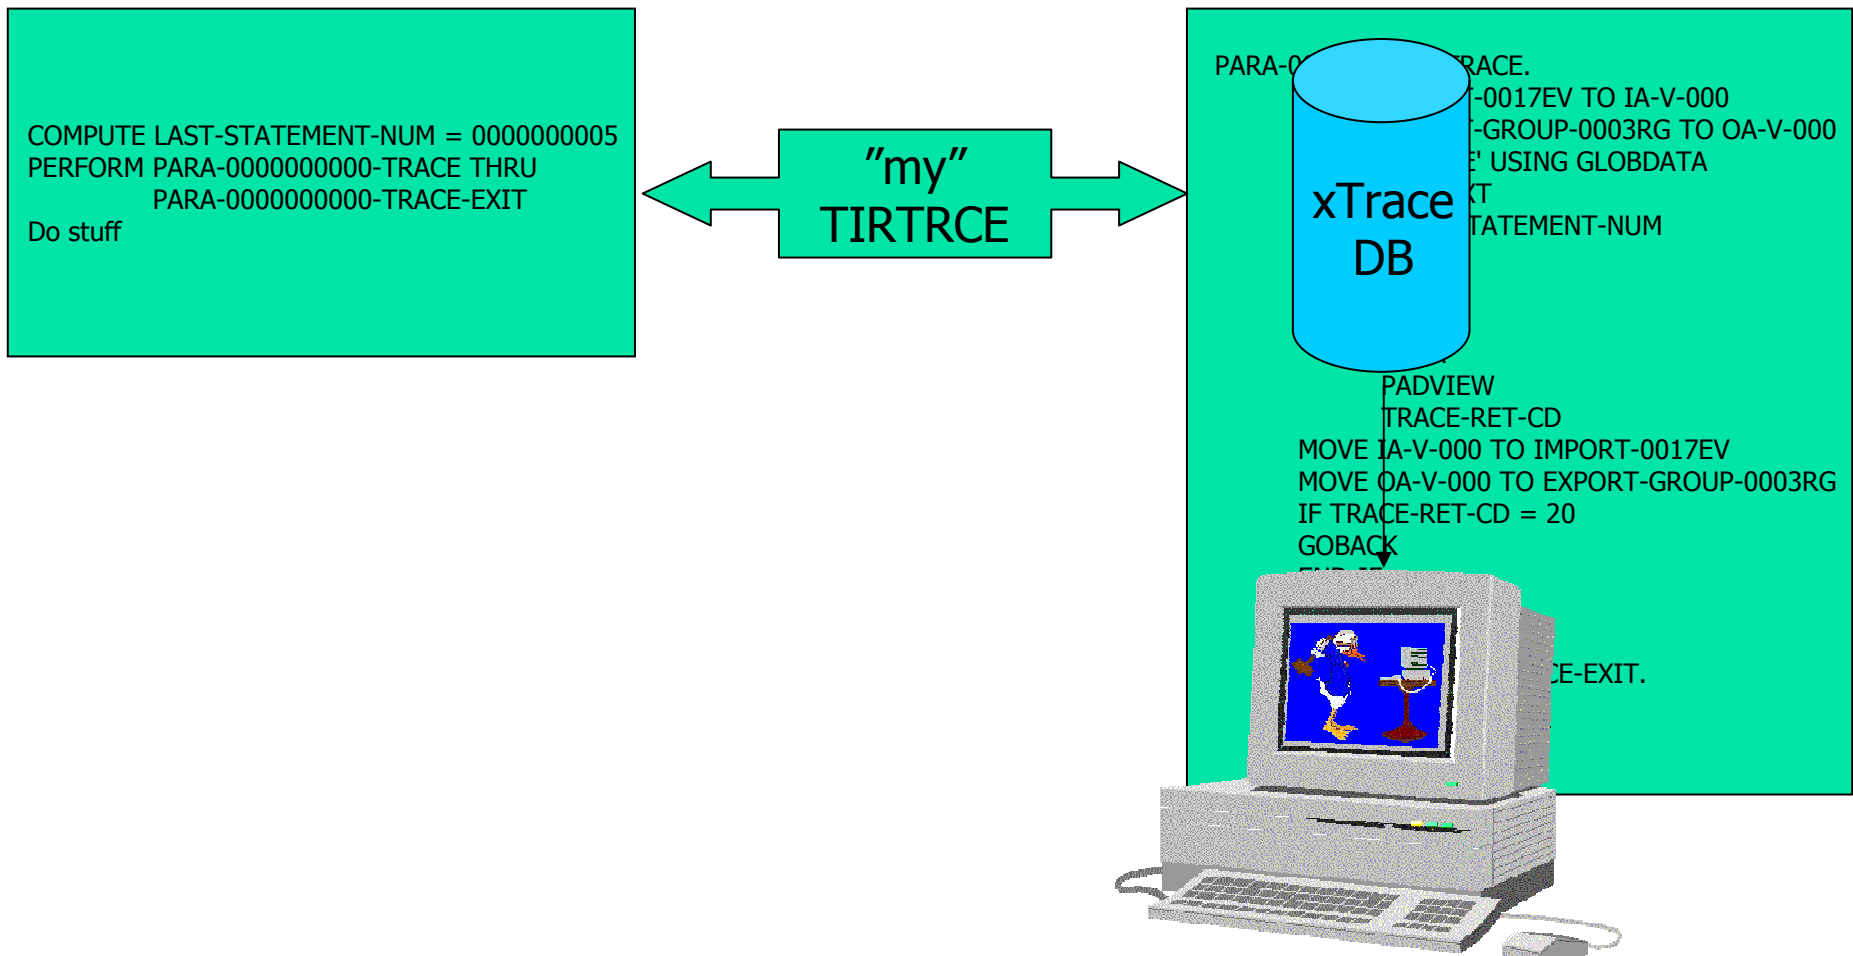 COMPUTE LAST-STATEMENT-NUM = 0000000005
PERFORM PARA-0000000000-TRACE THRU
PARA-0000000000-TRACE-EXIT
Do stuff
”my”
TIRTRCE
xTrace
DB
-0017EV TO IA-V-000
-GROUP-0003RG TO OA-V-000
USING GLOBDATA
TATEMENT-NUM
PADVIEW
TRACE-RET-CD
MOVE IA-V-000 TO IMPORT-0017EV
MOVE OA-V-000 TO EXPORT-GROUP-0003RG
IF TRACE-RET-CD = 20
GOBACK
CE-EXIT.